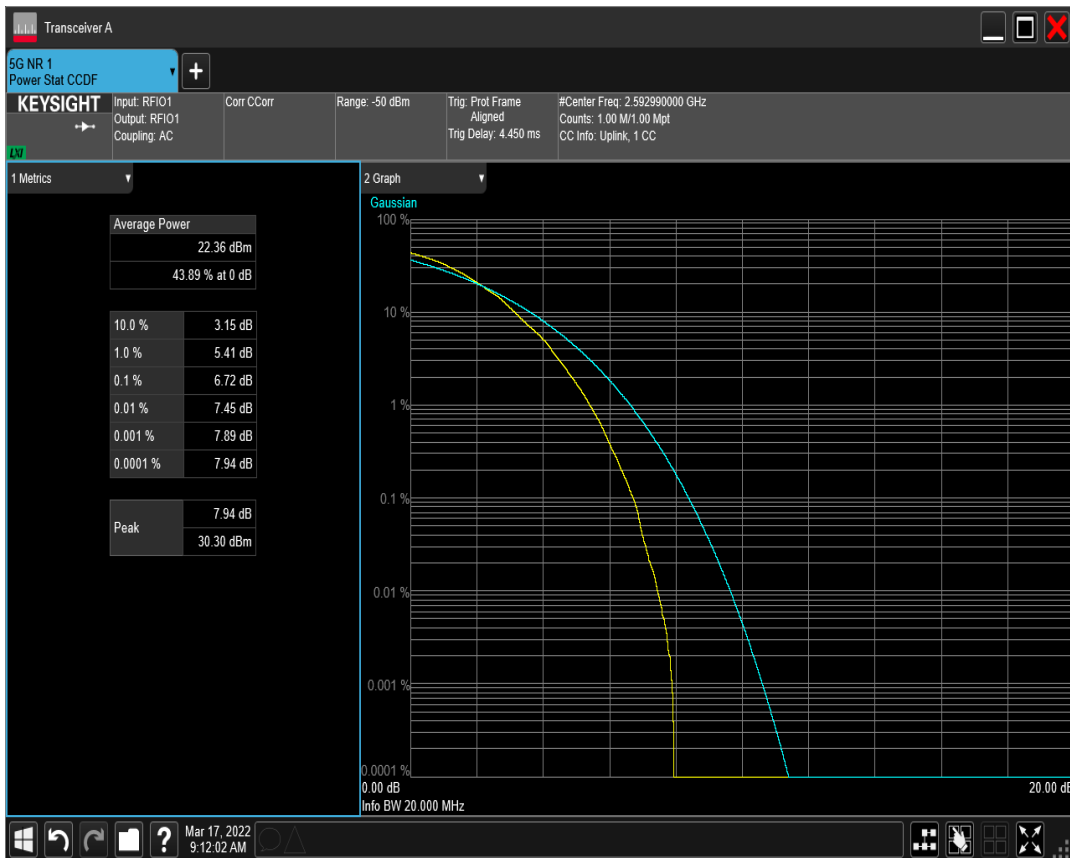 Transceiver A
5G NR 1
Power Stat CCDF
KEYSIGHT
LXI
Input: RFIO1
Output: RFIO1
Coupling: AC
Corr CCorr
Range: -50 dBm
Trig: Prot Frame
Aligned
Trig Delay: 4.450 ms
#Center Freq: 2.592990000 GHz
Counts: 1.00 M/1.00 Mpt
CC Info: Uplink, 1 CC
1 Metrics
Average Power
22.36 dBm
43.89 % at 0 dB
10.0 % 3.15 dB
1.0 % 5.41 dB
0.1 % 6.72 dB
0.01 % 7.45 dB
0.001 % 7.89 dB
0.0001 % 7.94 dB
Peak
7.94 dB
30.30 dBm
2 Graph
Gaussian
100 %
10 %
1 %
0.1 %
0.01 %
0.001 %
0.0001 %
0.00 dB 20.00 dB
Info BW 20.000 MHz
Mar 17, 2022
9:12:02 AM